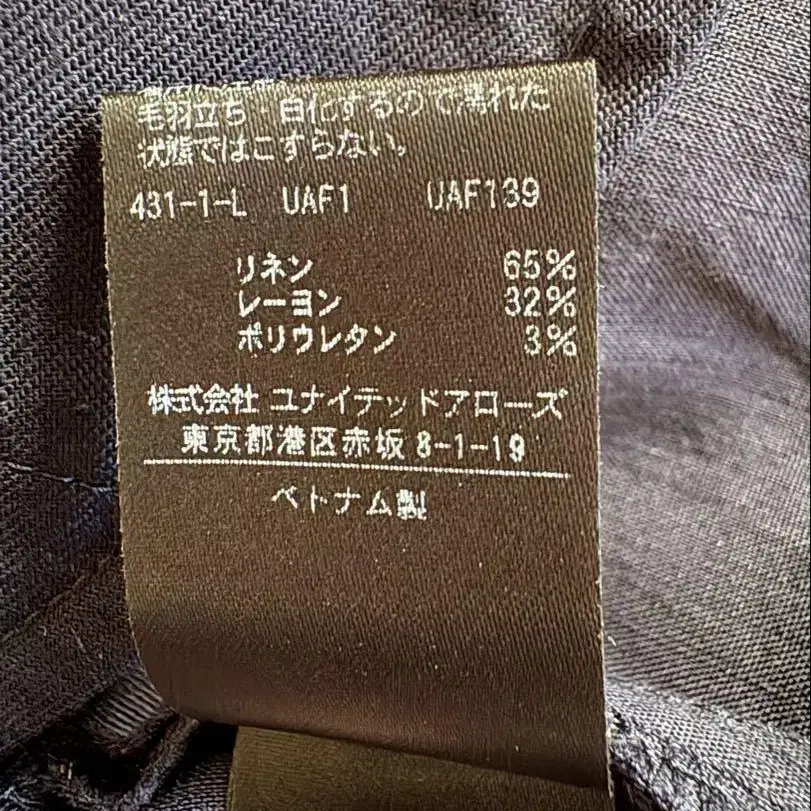 毛羽立ち・白化するので濡れた
状態ではこすらない。
431-1-L UAF1 UAF139
リネン 65%
レーヨン 32%
ポリウレタン 3%
株式会社 ユナイテッドアローズ
東京都港区赤坂 8-1-19
ベトナム製